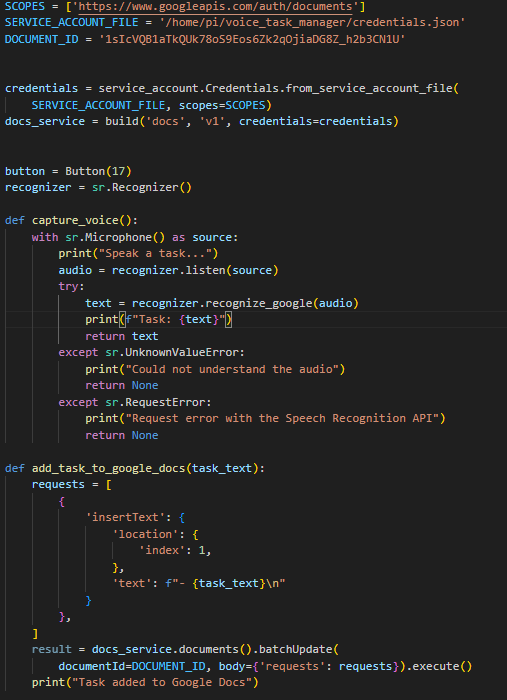 SCOPES = ['https://www.googleapis.com/auth/documents']
SERVICE_ACCOUNT_FILE = '/home/pi/voice_task_manager/credentials.json'
DOCUMENT_ID = '1sIcVQB1aTkQUk78oS9Eos6Zk2qOjiaDG8Z_h2b3CN1U'


credentials = service_account.Credentials.from_service_account_file(
    SERVICE_ACCOUNT_FILE, scopes=SCOPES)
docs_service = build('docs', 'v1', credentials=credentials)


button = Button(17)
recognizer = sr.Recognizer()

def capture_voice():
    with sr.Microphone() as source:
        print("Speak a task...")
        audio = recognizer.listen(source)
        try:
            text = recognizer.recognize_google(audio)
            print(f"Task: {text}")
            return text
        except sr.UnknownValueError:
            print("Could not understand the audio")
            return None
        except sr.RequestError:
            print("Request error with the Speech Recognition API")
            return None

def add_task_to_google_docs(task_text):
    requests = [
        {
            'insertText': {
                'location': {
                    'index': 1,
                },
                'text': f"- {task_text}\n"
            }
        },
    ]
    result = docs_service.documents().batchUpdate(
        documentId=DOCUMENT_ID, body={'requests': requests}).execute()
    print("Task added to Google Docs")